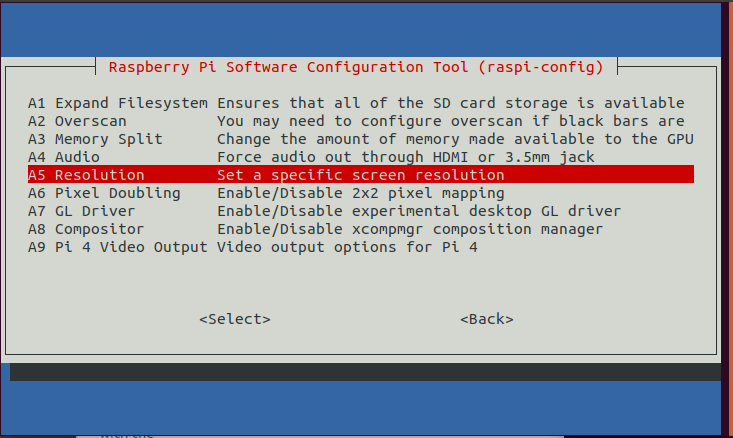 Raspberry Pi Software Configuration Tool (raspi-config)
A1 Expand Filesystem Ensures that all of the SD card storage is available
A2 Overscan You may need to configure overscan if black bars are
A3 Memory Split Change the amount of memory made available to the GPU
A4 Audio Force audio out through HDMI or 3.5mm jack
A5 Resolution Set a specific screen resolution
A6 Pixel Doubling Enable/Disable 2x2 pixel mapping
A7 GL Driver Enable/Disable experimental desktop GL driver
A8 Compositor Enable/Disable xcompmgr composition manager
A9 Pi 4 Video Output Video output options for Pi 4
<Select> <Back>